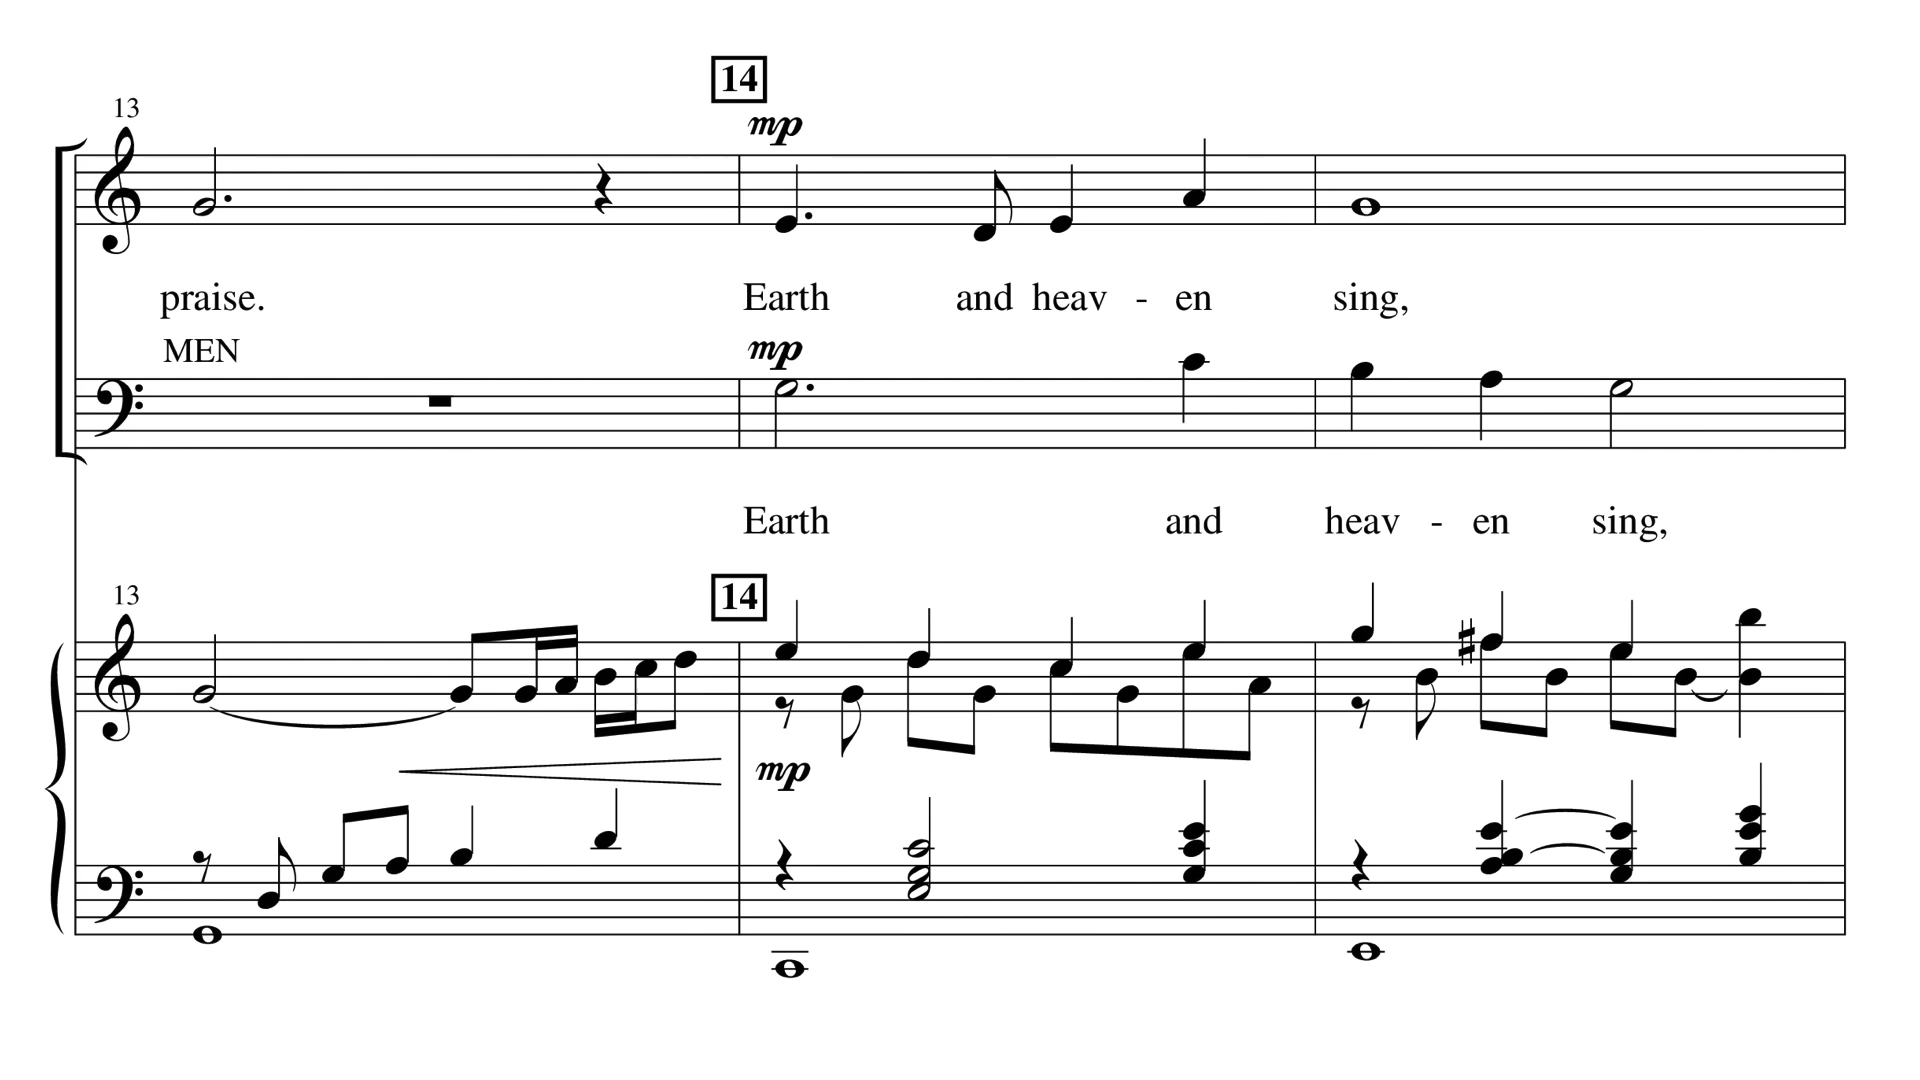 14
13
mp
praise. Earth and heav - en sing,
MEN
mp
Earth and heav - en sing,
14
13
mp